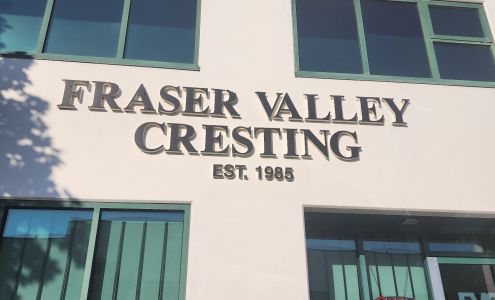 FRASER VALLEY
CRESTING
EST. 1985